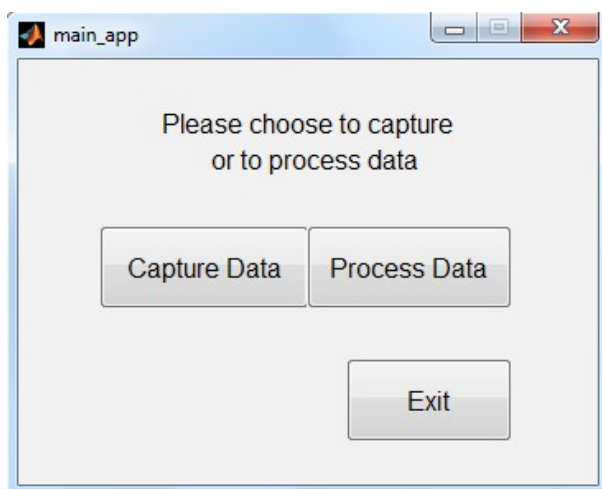 main_app
Please choose to capture
or to process data
Capture Data
Process Data
Exit